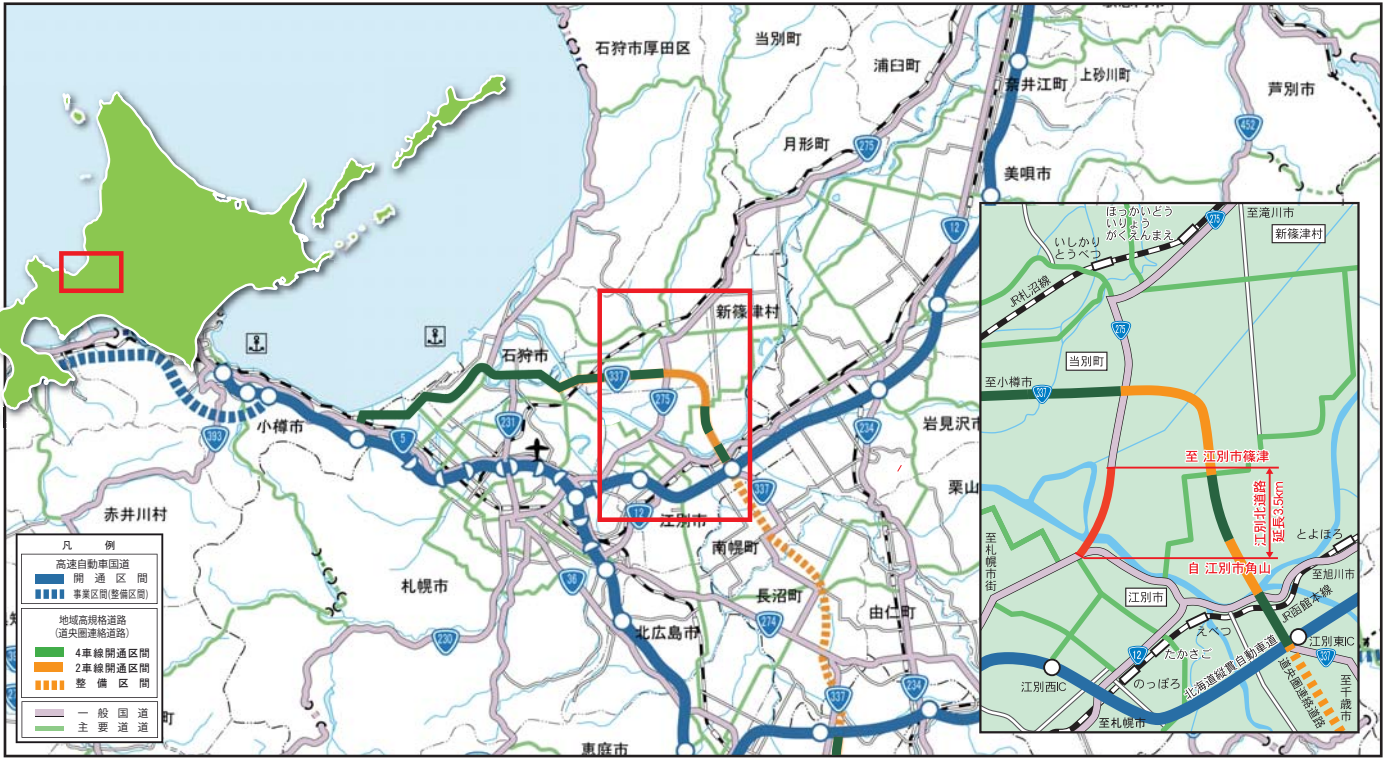 石狩市厚田区
当別町
浦臼町
奈井江町
上砂川町
芦別市
452
275
月形町
美唄市
12
新篠津村
石狩市
337
275
231
5
小樽市
393
234
岩見沢市
栗山
赤井川村
337
12
江別市
南幌町
札幌市
36
長沼町
由仁町
274
北広島市
230
337
234
恵庭市
凡 例
高速自動車国道
開通区間
事業区間(整備区間)
地域高規格道路
(道央圏連絡道路)
4車線開通区間
2車線開通区間
整備区間
一般国道
主要道道
町
ほっかいどう
いりょう
がくえんまえ
275
至滝川市
新篠津村
いしかり
とうべつ
JR札沼線
275
当別町
至小樽市
337
至 江別市篠津
江別北道路
延長3.5km
自 江別市角山
とよほろ
至札幌市街
至旭川市
江別市
JR函館本線
えべつ
12
たかさご
江別東IC
337
北海道縦貫自動車道
道央圏連絡道路
至千歳市
江別西IC
のっぽろ
至札幌市